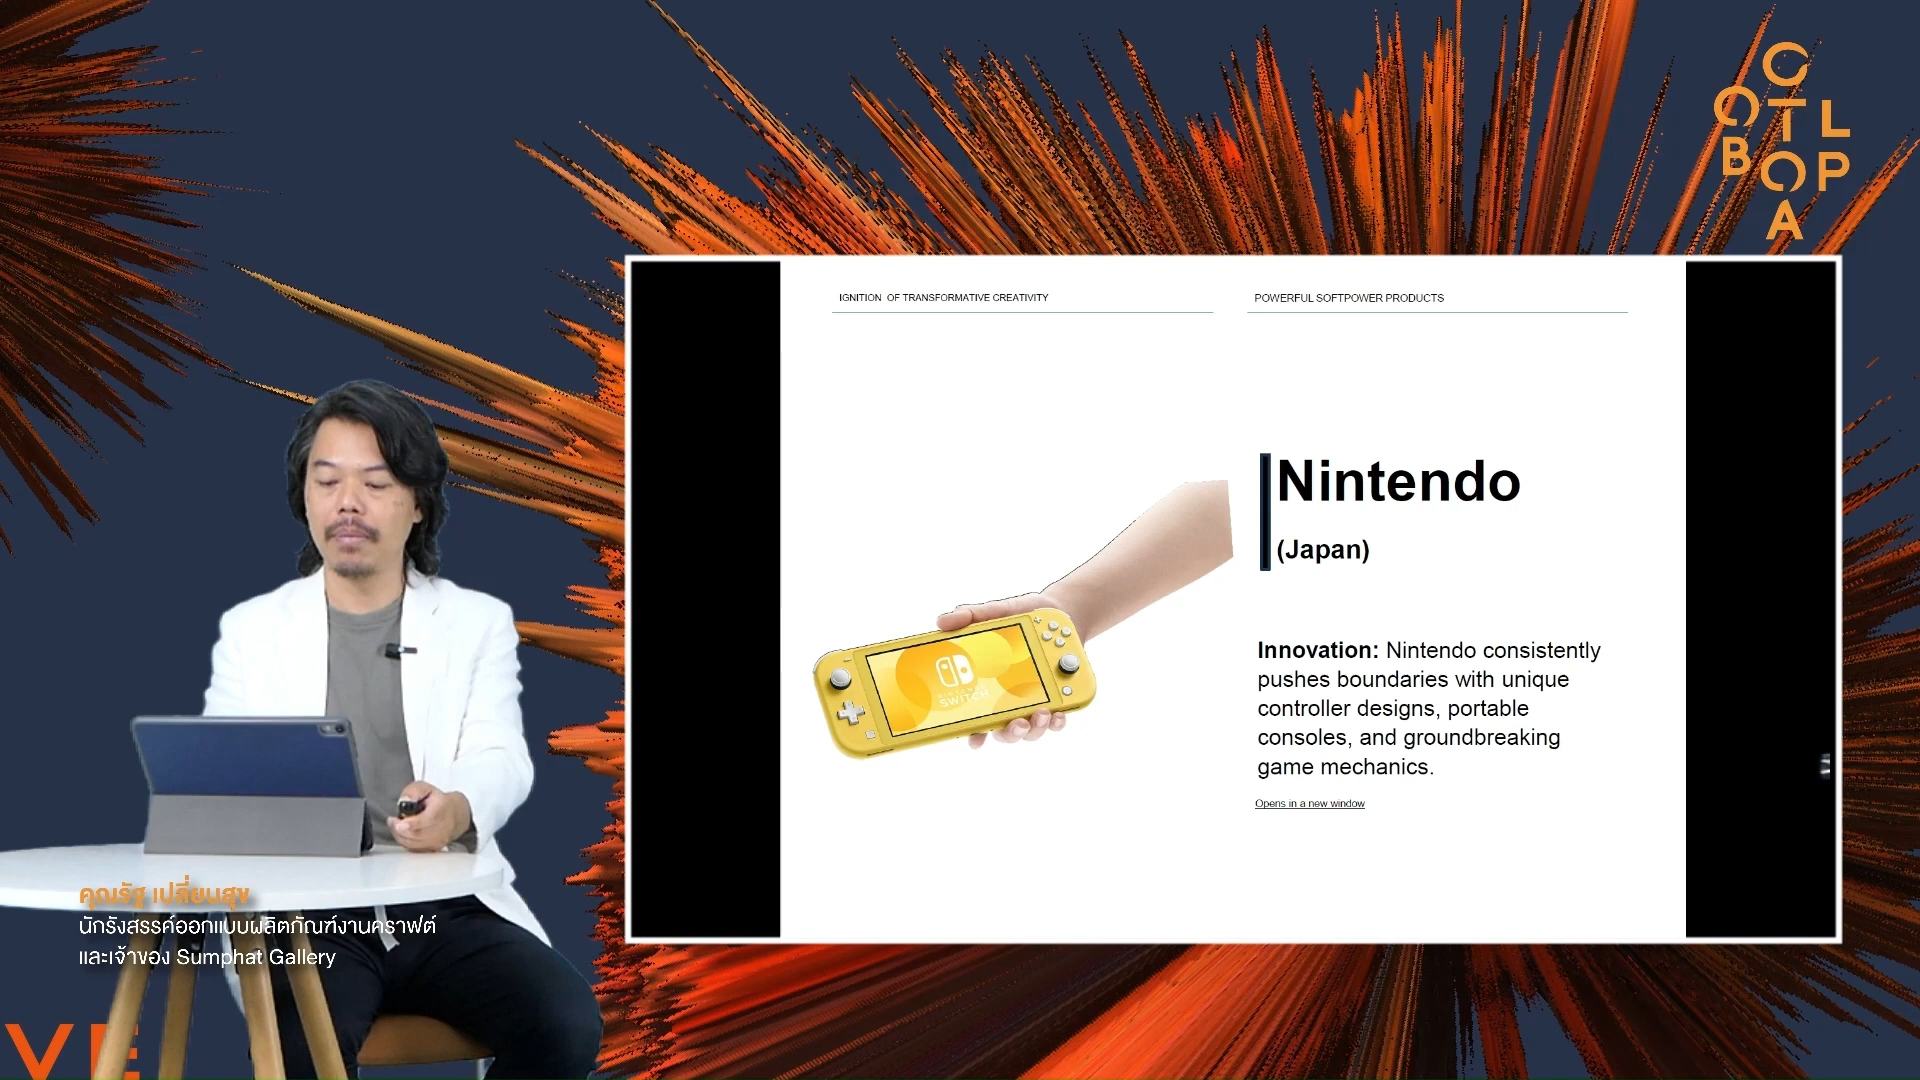 C
O T L
B O P
A
IGNITION OF TRANSFORMATIVE CREATIVITY
POWERFUL SOFTPOWER PRODUCTS
Nintendo
(Japan)
Innovation: Nintendo consistently
pushes boundaries with unique
controller designs, portable
consoles, and groundbreaking
game mechanics.
Opens in a new window
SWITCH
คุณรัฐ เปลี่ยนสุข
นักรังสรรค์ออกแบบผลิตภัณฑ์งานคราฟต์
และเจ้าของ Sumphat Gallery
VE